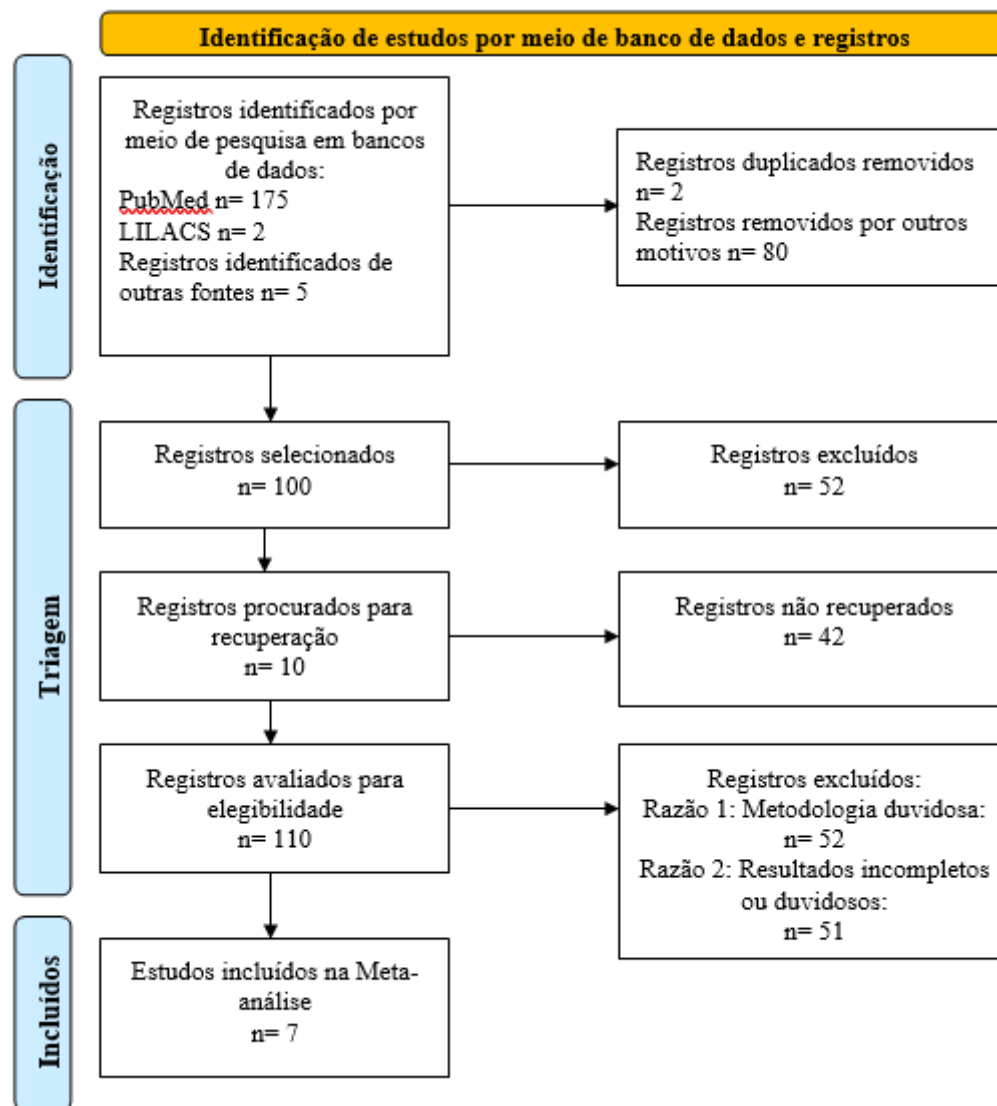 Identificação de estudos por meio de banco de dados e registros
Identificação
Registros identificados por
meio de pesquisa em bancos
de dados:
PubMed n= 175
LILACS n= 2
Registros identificados de
outras fontes n= 5
Registros duplicados removidos
n= 2
Registros removidos por outros
motivos n= 80
Triagem
Registros selecionados
n= 100
Registros excluídos
n= 52
Registros procurados para
recuperação
n= 10
Registros não recuperados
n= 42
Registros avaliados para
elegibilidade
n= 110
Registros excluídos:
Razão 1: Metodologia duvidosa:
n= 52
Razão 2: Resultados incompletos
ou duvidosos:
n= 51
Incluídos
Estudos incluídos na Meta-
análise
n= 7